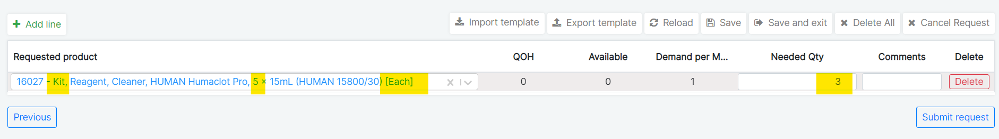 Add line
Import template Export template Reload Save Save and exit Delete All Cancel Request
Requested product QOH Available Demand per M... Needed Qty Comments Delete
16027 - Kit, Reagent, Cleaner, HUMAN Humaclot Pro, 5 × 15mL (HUMAN 15800/30) [Each] 0 0 1 3 Delete
Previous Submit request